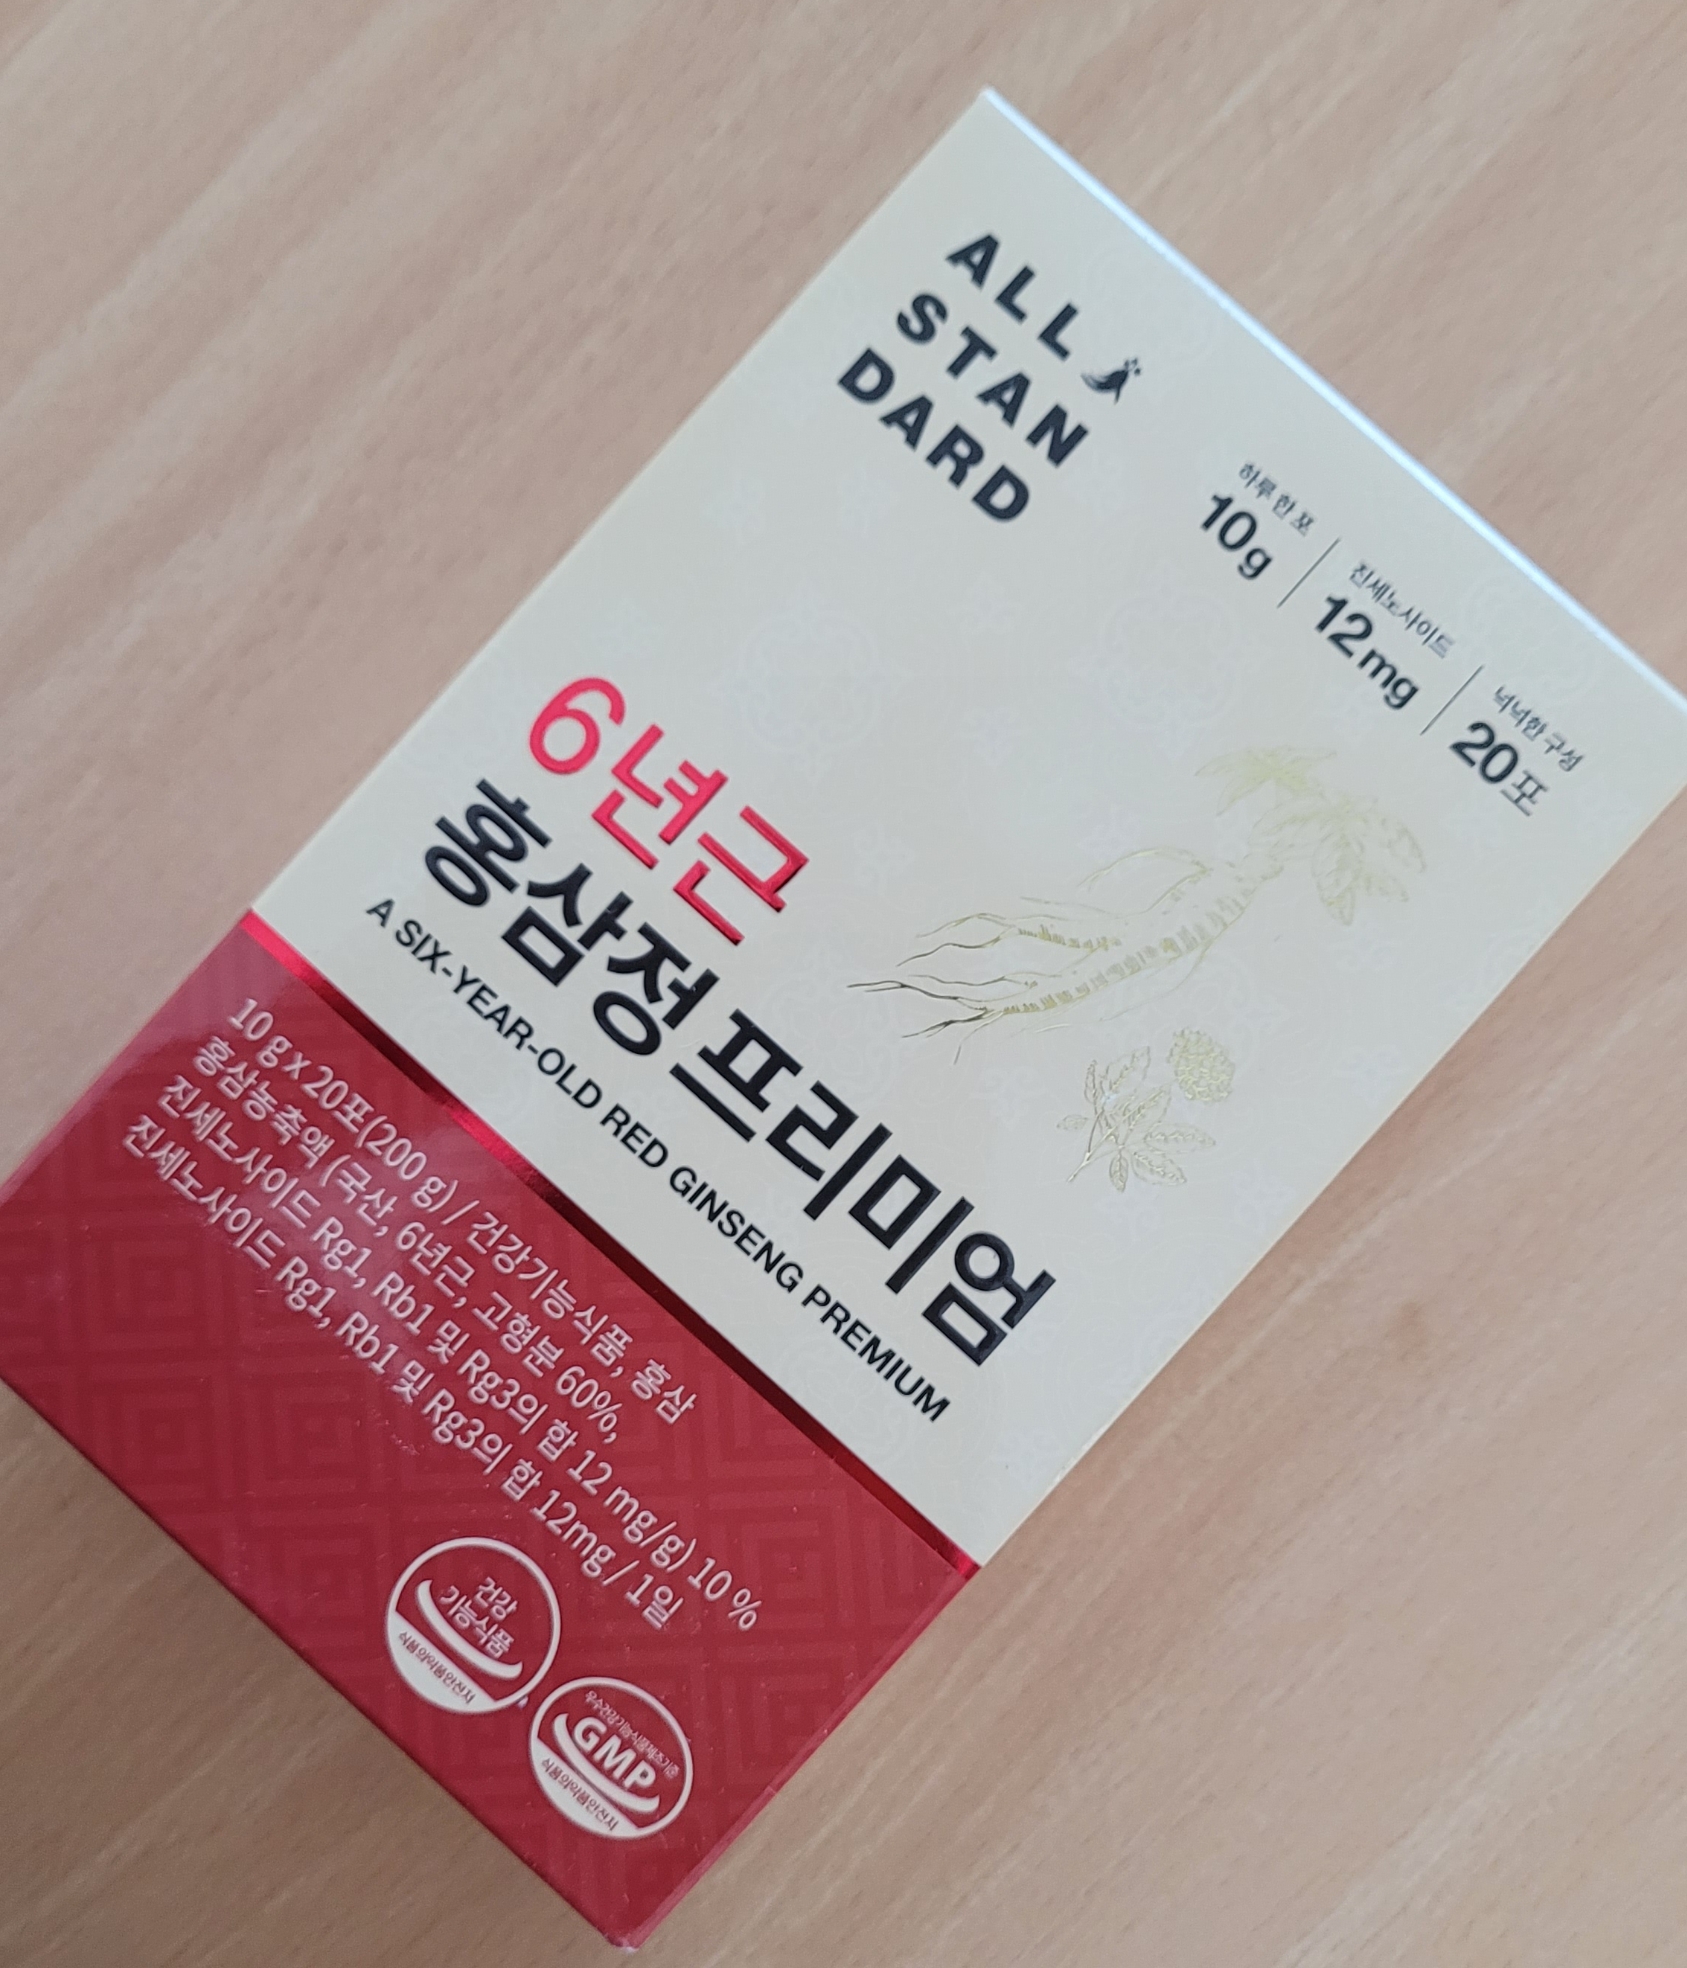 ALL
STAN
DARD
하루 한 포
10g
진세노사이드
12mg
넉넉한 구성
20포
6년근
홍삼정 프리미엄
A SIX-YEAR-OLD RED GINSENG PREMIUM
10 g x 20포(200 g) / 건강기능식품, 홍삼
홍삼농축액 (국산, 6년근, 고형분 60%,
진세노사이드 Rg1, Rb1 및 Rg3의 합 12 mg/g) 10 %
진세노사이드 Rg1, Rb1 및 Rg3의 합 12mg / 1일
건강
기능식품
식품의약품안전처
우수건강기능식품제조기준
GMP
식품의약품안전처